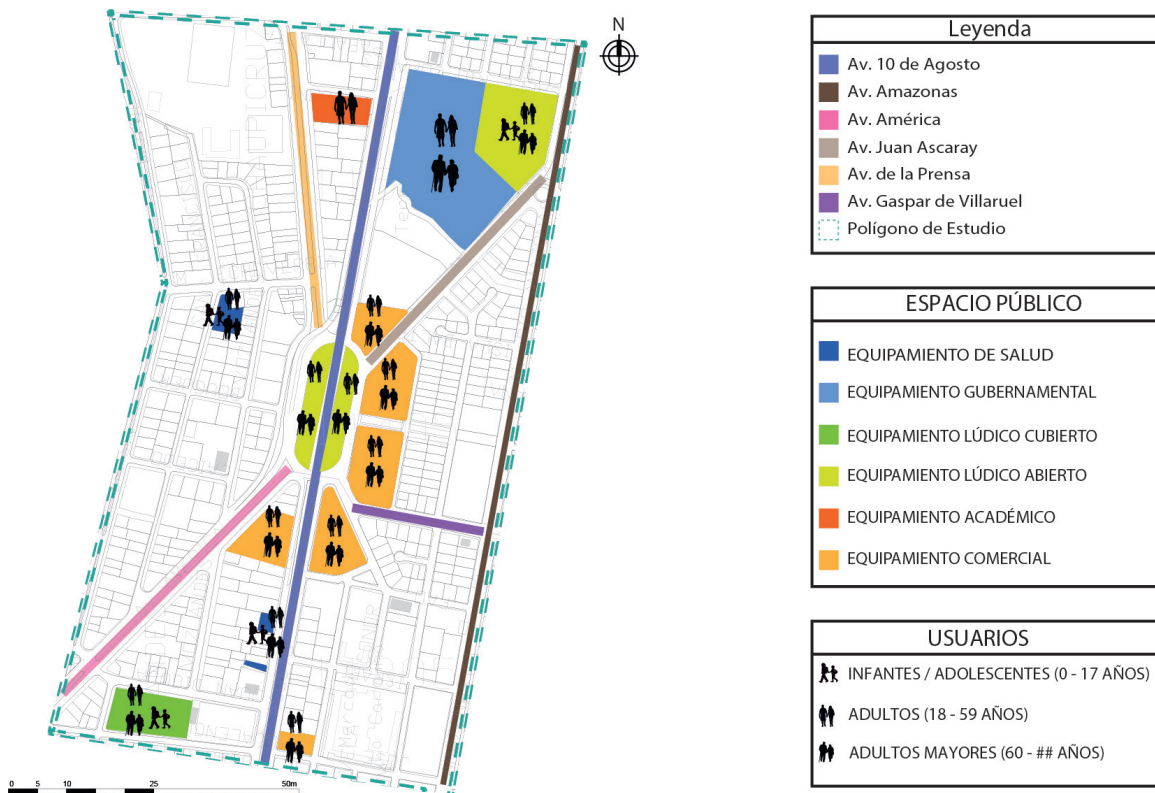 N
Leyenda
Av. 10 de Agosto
Av. Amazonas
Av. América
Av. Juan Ascaray
Av. de la Prensa
Av. Gaspar de Villaruel
Polígono de Estudio
ESPACIO PÚBLICO
EQUIPAMIENTO DE SALUD
EQUIPAMIENTO GUBERNAMENTAL
EQUIPAMIENTO LÚDICO CUBIERTO
EQUIPAMIENTO LÚDICO ABIERTO
EQUIPAMIENTO ACADÉMICO
EQUIPAMIENTO COMERCIAL
USUARIOS
INFANTES / ADOLESCENTES (0 - 17 AÑOS)
ADULTOS (18 - 59 AÑOS)
ADULTOS MAYORES (60 - ## AÑOS)
0 5 10 25 50m